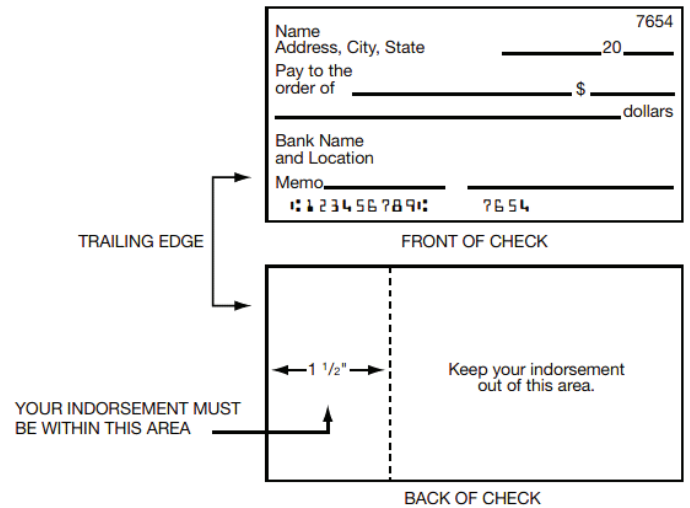 7654
Name
Address, City, State 20
Pay to the
order of $
dollars
Bank Name
and Location
Memo
⑆123456789⑆ 7654
TRAILING EDGE
FRONT OF CHECK
1 1/2"
Keep your indorsement
out of this area.
YOUR INDORSEMENT MUST
BE WITHIN THIS AREA
BACK OF CHECK